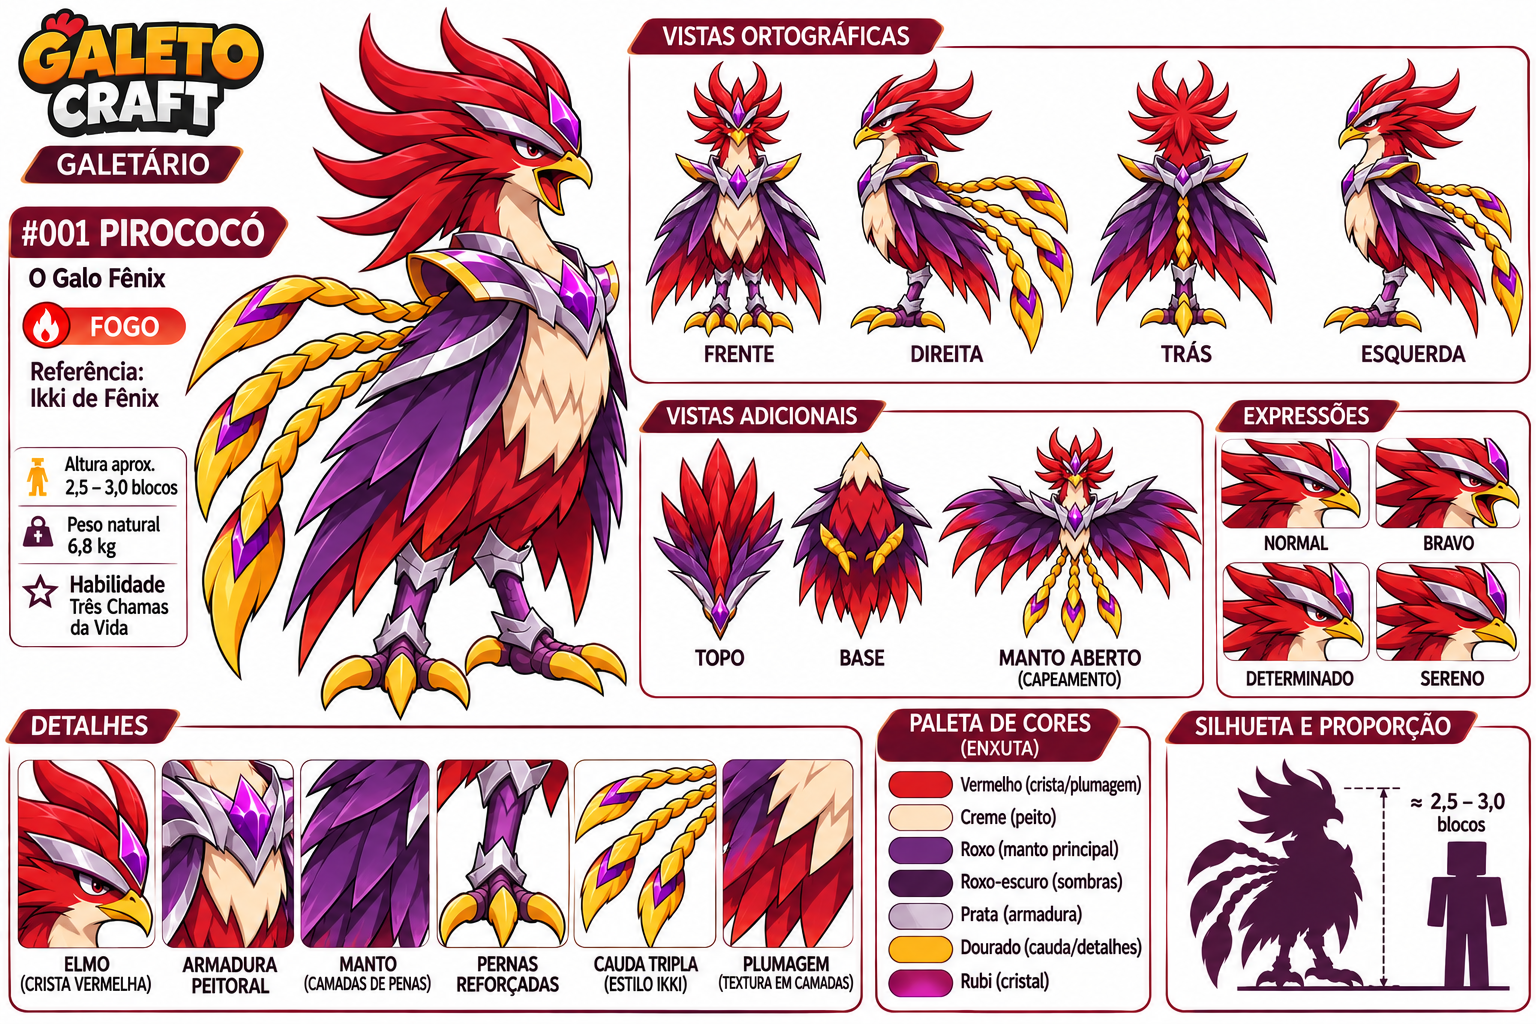 GALETO
CRAFT
GALETÁRIO
#001 PIROCOCÓ
O Galo Fênix
FOGO
Referência:
Ikki de Fênix
Altura aprox.
2,5 – 3,0 blocos
Peso natural
6,8 kg
Habilidade
Três Chamas
da Vida
VISTAS ORTOGRÁFICAS
FRENTE
DIREITA
TRÁS
ESQUERDA
VISTAS ADICIONAIS
TOPO
BASE
MANTO ABERTO
(CAPEAMENTO)
EXPRESSÕES
NORMAL
BRAVO
DETERMINADO
SERENO
DETALHES
ELMO
(CRISTA VERMELHA)
ARMADURA
PEITORAL
MANTO
(CAMADAS DE PENAS)
PERNAS
REFORÇADAS
CAUDA TRIPLA
(ESTILO IKKI)
PLUMAGEM
(TEXTURA EM CAMADAS)
PALETA DE CORES
(ENXUTA)
Vermelho (crista/plumagem)
Creme (peito)
Roxo (manto principal)
Roxo-escuro (sombras)
Prata (armadura)
Dourado (cauda/detalhes)
Rubi (cristal)
SILHUETA E PROPORÇÃO
≈ 2,5 – 3,0
blocos